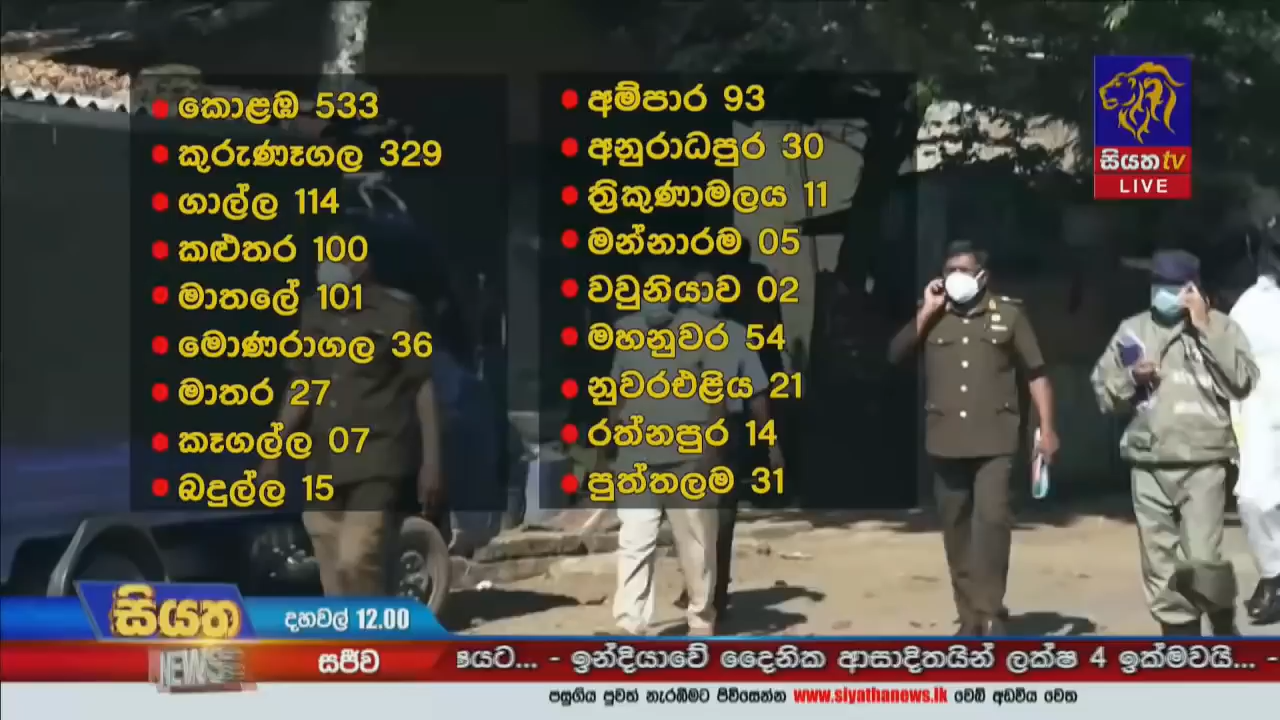 කොළඹ 533
කුරුණෑගල 329
ගාල්ල 114
කළුතර 100
මාතලේ 101
මොණරාගල 36
මාතර 27
කෑගල්ල 07
බදුල්ල 15
අම්පාර 93
අනුරාධපුර 30
ත්‍රිකුණාමලය 11
මන්නාරම 05
වවුනියාව 02
මහනුවර 54
නුවරඑළිය 21
රත්නපුර 14
පුත්තලම 31
සියත tv
LIVE
සියත
NEWS
දහවල් 12.00
සජීව
ෂයට... - ඉන්දියාවේ දෛනික ආසාදිතයින් ලක්ෂ 4 ඉක්මවයි... -
පසුගිය පුවත් නැරඹීමට පිවිසෙන්න www.siyathanews.lk වෙබ් අඩවිය වෙත